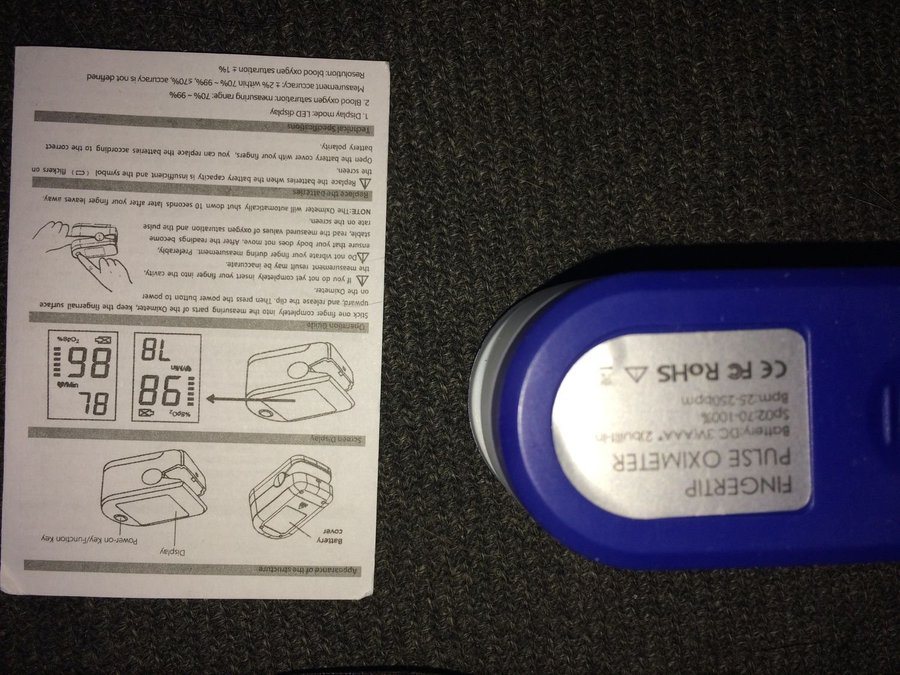 Appearance of the structure
Battery
cover
Display
Power-on Key/Function Key
Screen Display
%SpO₂
98
78
78
98
Operation Guide
Stick one finger completely into the measuring parts of the Oximeter, keep the fingernail surface
upward, and release the clip. Then press the power button to power
on the Oximeter.
If you do not yet completely insert your finger into the cavity,
the measurement result may be inaccurate.
Do not vibrate your finger during measurement. Preferably,
ensure that your body does not move. After the readings become
stable, read the measured values of oxygen saturation and the pulse
rate on the screen.
NOTE:The Oximeter will automatically shut down 10 seconds later after your finger leaves away.
Replace the batteries
Replace the batteries when the battery capacity is insufficient and the symbol ( ) flickers on
the screen.
Open the battery cover with your fingers, you can replace the batteries according to the correct
battery polarity.
Technical Specifications
1. Display mode: LED display
2. Blood oxygen saturation: measuring range: 70% ~ 99%
Measurement accuracy: ± 2% within 70% ~ 99%, ≤70%, accuracy is not defined
Resolution: blood oxygen saturation ± 1%
FINGERTIP
PULSE OXIMETER
Battery:DC 3V(AAA* 2)built-in
Sp02:70-100%
Bpm:25-250bpm
CE FC RoHS